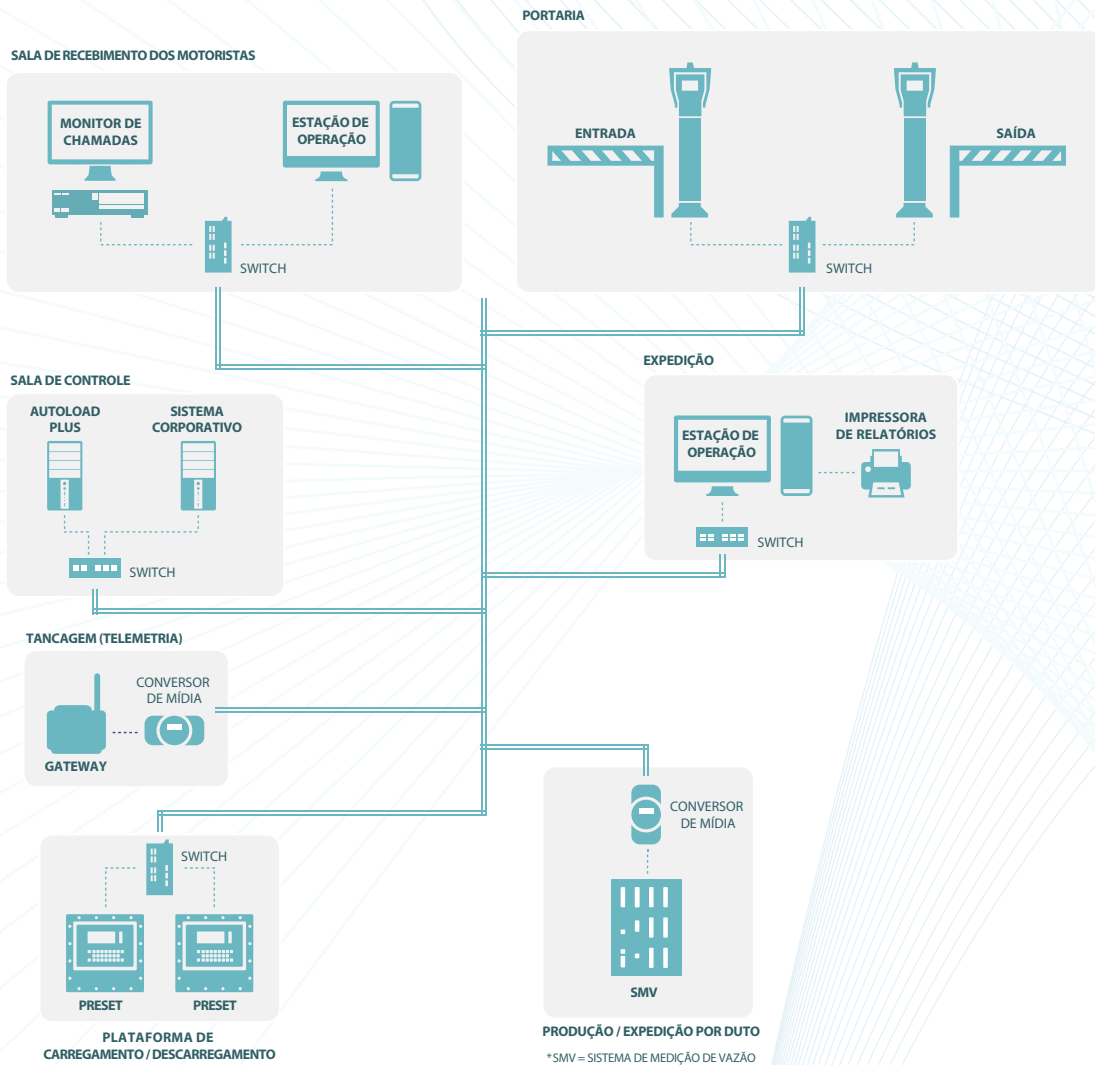 PORTARIA
ENTRADA
SAÍDA
SWITCH
SALA DE RECEBIMENTO DOS MOTORISTAS
MONITOR DE
CHAMADAS
ESTAÇÃO DE
OPERAÇÃO
SWITCH
SALA DE CONTROLE
AUTOLOAD
PLUS
SISTEMA
CORPORATIVO
SWITCH
EXPEDIÇÃO
ESTAÇÃO DE
OPERAÇÃO
IMPRESSORA
DE RELATÓRIOS
SWITCH
TANCAGEM (TELEMETRIA)
CONVERSOR
DE MÍDIA
GATEWAY
SWITCH
PRESET
PRESET
PLATAFORMA DE
CARREGAMENTO / DESCARREGAMENTO
CONVERSOR
DE MÍDIA
SMV
PRODUÇÃO / EXPEDIÇÃO POR DUTO
*SMV = SISTEMA DE MEDIÇÃO DE VAZÃO